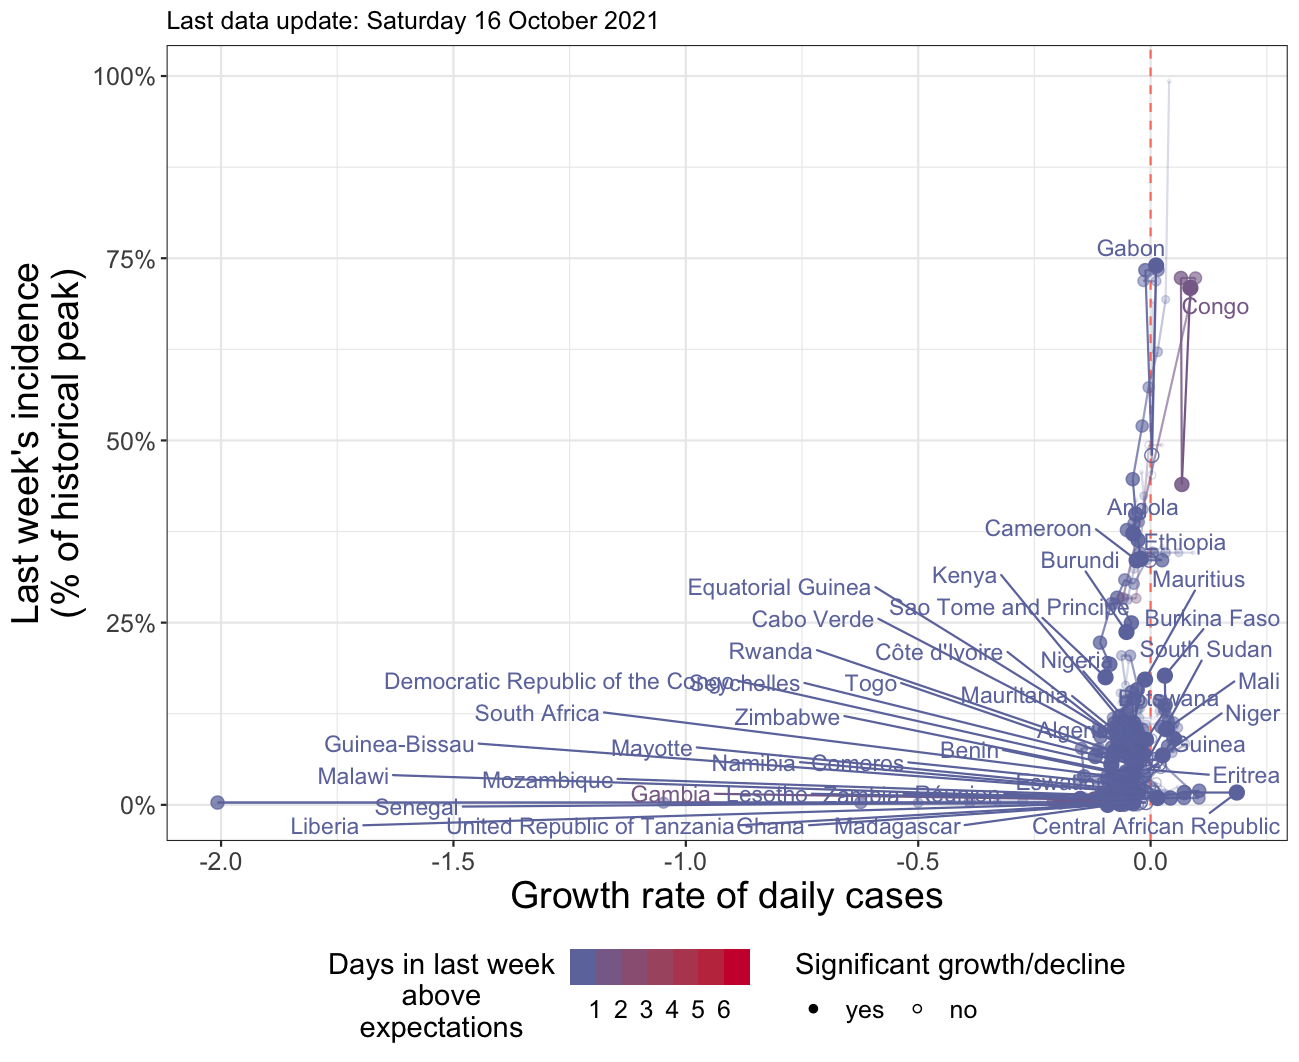 Last data update: Saturday 16 October 2021
Last week's incidence
(% of historical peak)
100%
75%
50%
25%
0%
Gabon
Congo
Angola
Cameroon
Ethiopia
Burundi
Kenya
Mauritius
Equatorial Guinea
Sao Tome and Principe
Cabo Verde
Burkina Faso
Rwanda
Côte d'Ivoire
Nigeria
South Sudan
Democratic Republic of the Congo
Seychelles
Togo
Mauritania
Botswana
Mali
South Africa
Zimbabwe
Algeria
Niger
Guinea-Bissau
Mayotte
Benin
Guinea
Namibia
Comoros
Malawi
Mozambique
Eswatini
Eritrea
Gambia
Lesotho
Zambia
Réunion
Senegal
Liberia
United Republic of Tanzania
Ghana
Madagascar
Central African Republic
-2.0
-1.5
-1.0
-0.5
0.0
Growth rate of daily cases
Days in last week
above
expectations
1 2 3 4 5 6
Significant growth/decline
yes
no